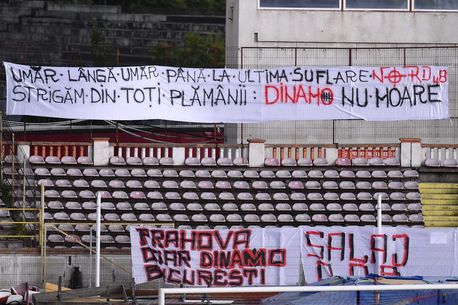 UMĂR·LÂNGĂ·UMĂR·PÂNĂ·LA·ULTIMA·SUFLARE·NORD
STRIGĂM·DIN·TOȚI·PLĂMÂNII: DINAMO NU·MOARE
PRAHOVA
DOAR DINAMO
BUCUREȘTI
SALAJ